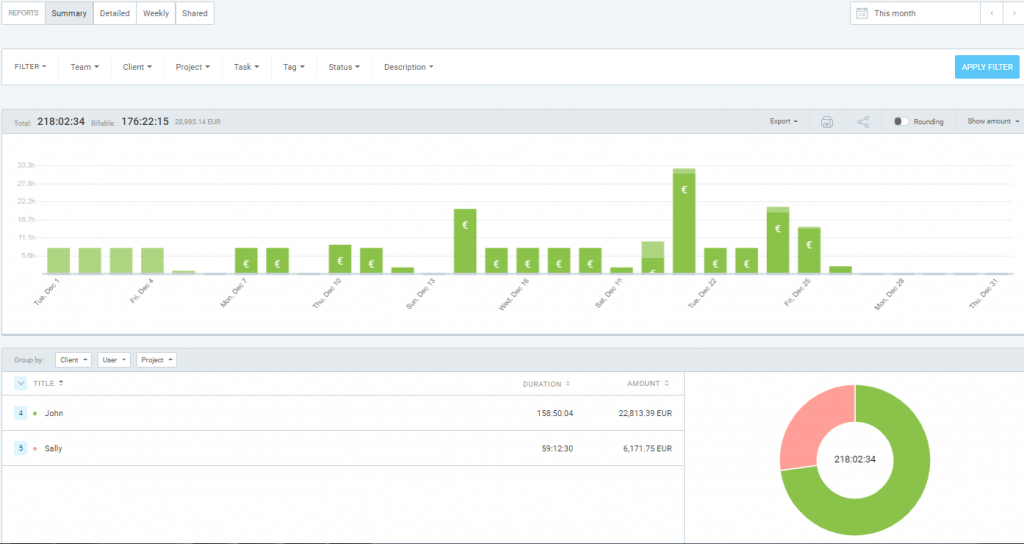 REPORTS Summary Detailed Weekly Shared This month
FILTER Team Client Project Task Tag Status Description APPLY FILTER
Total: 218:02:34 Billable: 176:22:15 28,985.14 EUR Export Rounding Show amount
33.3h
27.8h
22.2h
16.7h
11.1h
5.6h
€ € € € € € € € € € € € € € €
Tue, Dec 1 Fri, Dec 4 Mon, Dec 7 Thu, Dec 10 Sun, Dec 13 Wed, Dec 16 Sat, Dec 19 Tue, Dec 22 Fri, Dec 25 Mon, Dec 28 Thu, Dec 31
Group by: Client User Project
TITLE DURATION AMOUNT
4 John 158:50:04 22,813.39 EUR
5 Sally 59:12:30 6,171.75 EUR
218:02:34